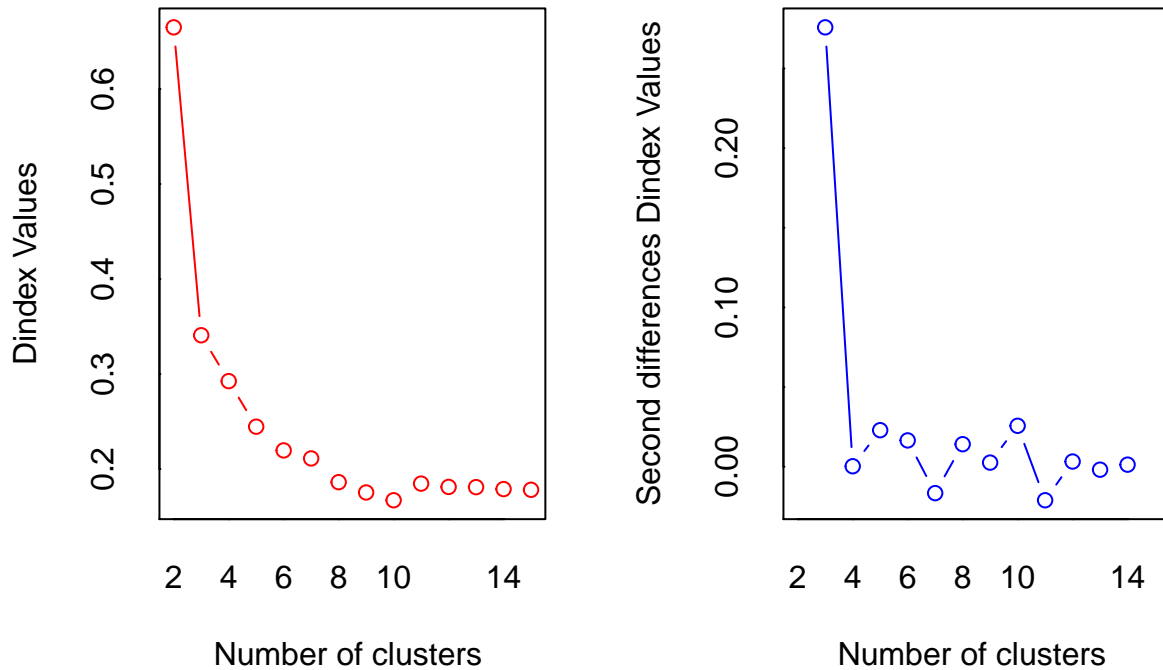 Dindex Values
0.6
0.5
0.4
0.3
0.2
2 4 6 8 10 14
Number of clusters
Second differences Dindex Values
0.20
0.10
0.00
2 4 6 8 10 14
Number of clusters